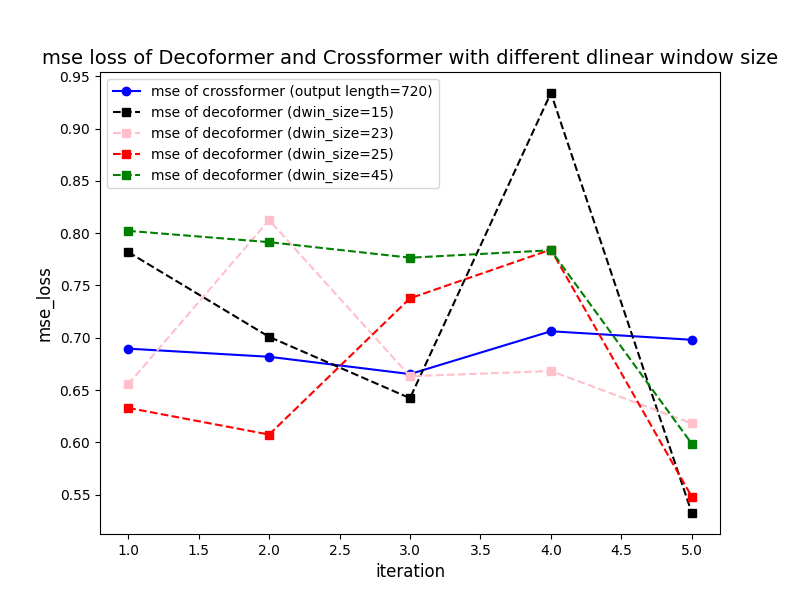 mse loss of Decoformer and Crossformer with different dlinear window size
mse of crossformer (output length=720)
mse of decoformer (dwin_size=15)
mse of decoformer (dwin_size=23)
mse of decoformer (dwin_size=25)
mse of decoformer (dwin_size=45)
mse_loss
0.95
0.90
0.85
0.80
0.75
0.70
0.65
0.60
0.55
1.0 1.5 2.0 2.5 3.0 3.5 4.0 4.5 5.0
iteration